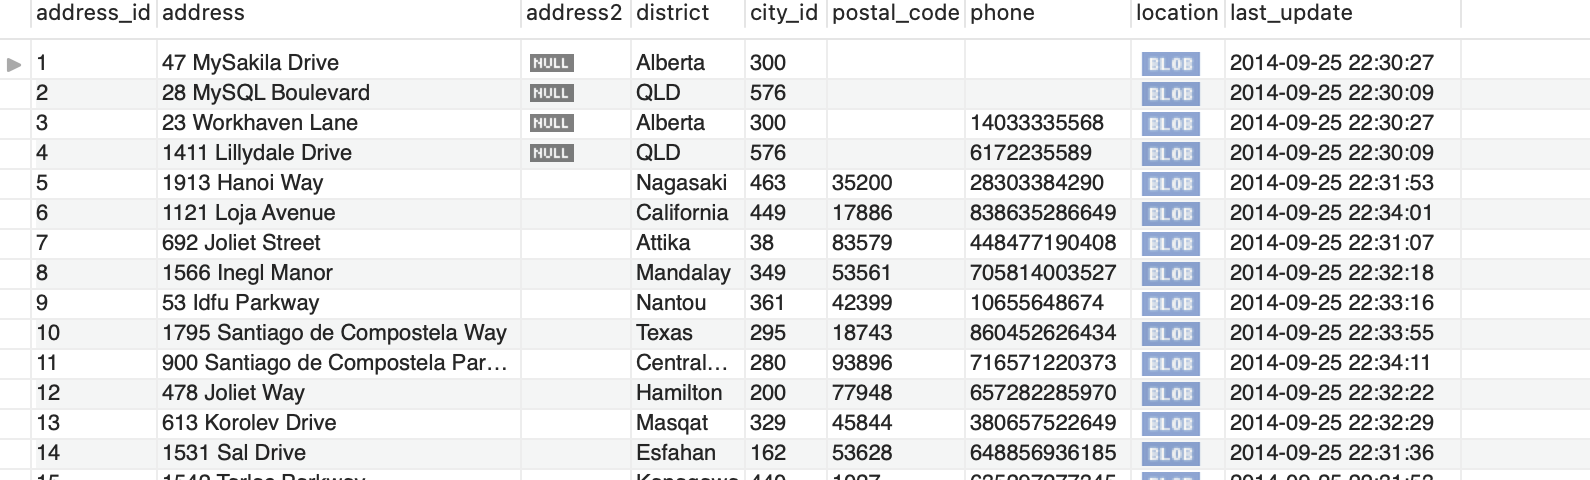 address_id address address2 district city_id postal_code phone location last_update
1 47 MySakila Drive NULL Alberta 300 BLOB 2014-09-25 22:30:27
2 28 MySQL Boulevard NULL QLD 576 BLOB 2014-09-25 22:30:09
3 23 Workhaven Lane NULL Alberta 300 14033335568 BLOB 2014-09-25 22:30:27
4 1411 Lillydale Drive NULL QLD 576 6172235589 BLOB 2014-09-25 22:30:09
5 1913 Hanoi Way Nagasaki 463 35200 28303384290 BLOB 2014-09-25 22:31:53
6 1121 Loja Avenue California 449 17886 838635286649 BLOB 2014-09-25 22:34:01
7 692 Joliet Street Attika 38 83579 448477190408 BLOB 2014-09-25 22:31:07
8 1566 Inegl Manor Mandalay 349 53561 705814003527 BLOB 2014-09-25 22:32:18
9 53 Idfu Parkway Nantou 361 42399 10655648674 BLOB 2014-09-25 22:33:16
10 1795 Santiago de Compostela Way Texas 295 18743 860452626434 BLOB 2014-09-25 22:33:55
11 900 Santiago de Compostela Par… Central… 280 93896 716571220373 BLOB 2014-09-25 22:34:11
12 478 Joliet Way Hamilton 200 77948 657282285970 BLOB 2014-09-25 22:32:22
13 613 Korolev Drive Masqat 329 45844 380657522649 BLOB 2014-09-25 22:32:29
14 1531 Sal Drive Esfahan 162 53628 648856936185 BLOB 2014-09-25 22:31:36